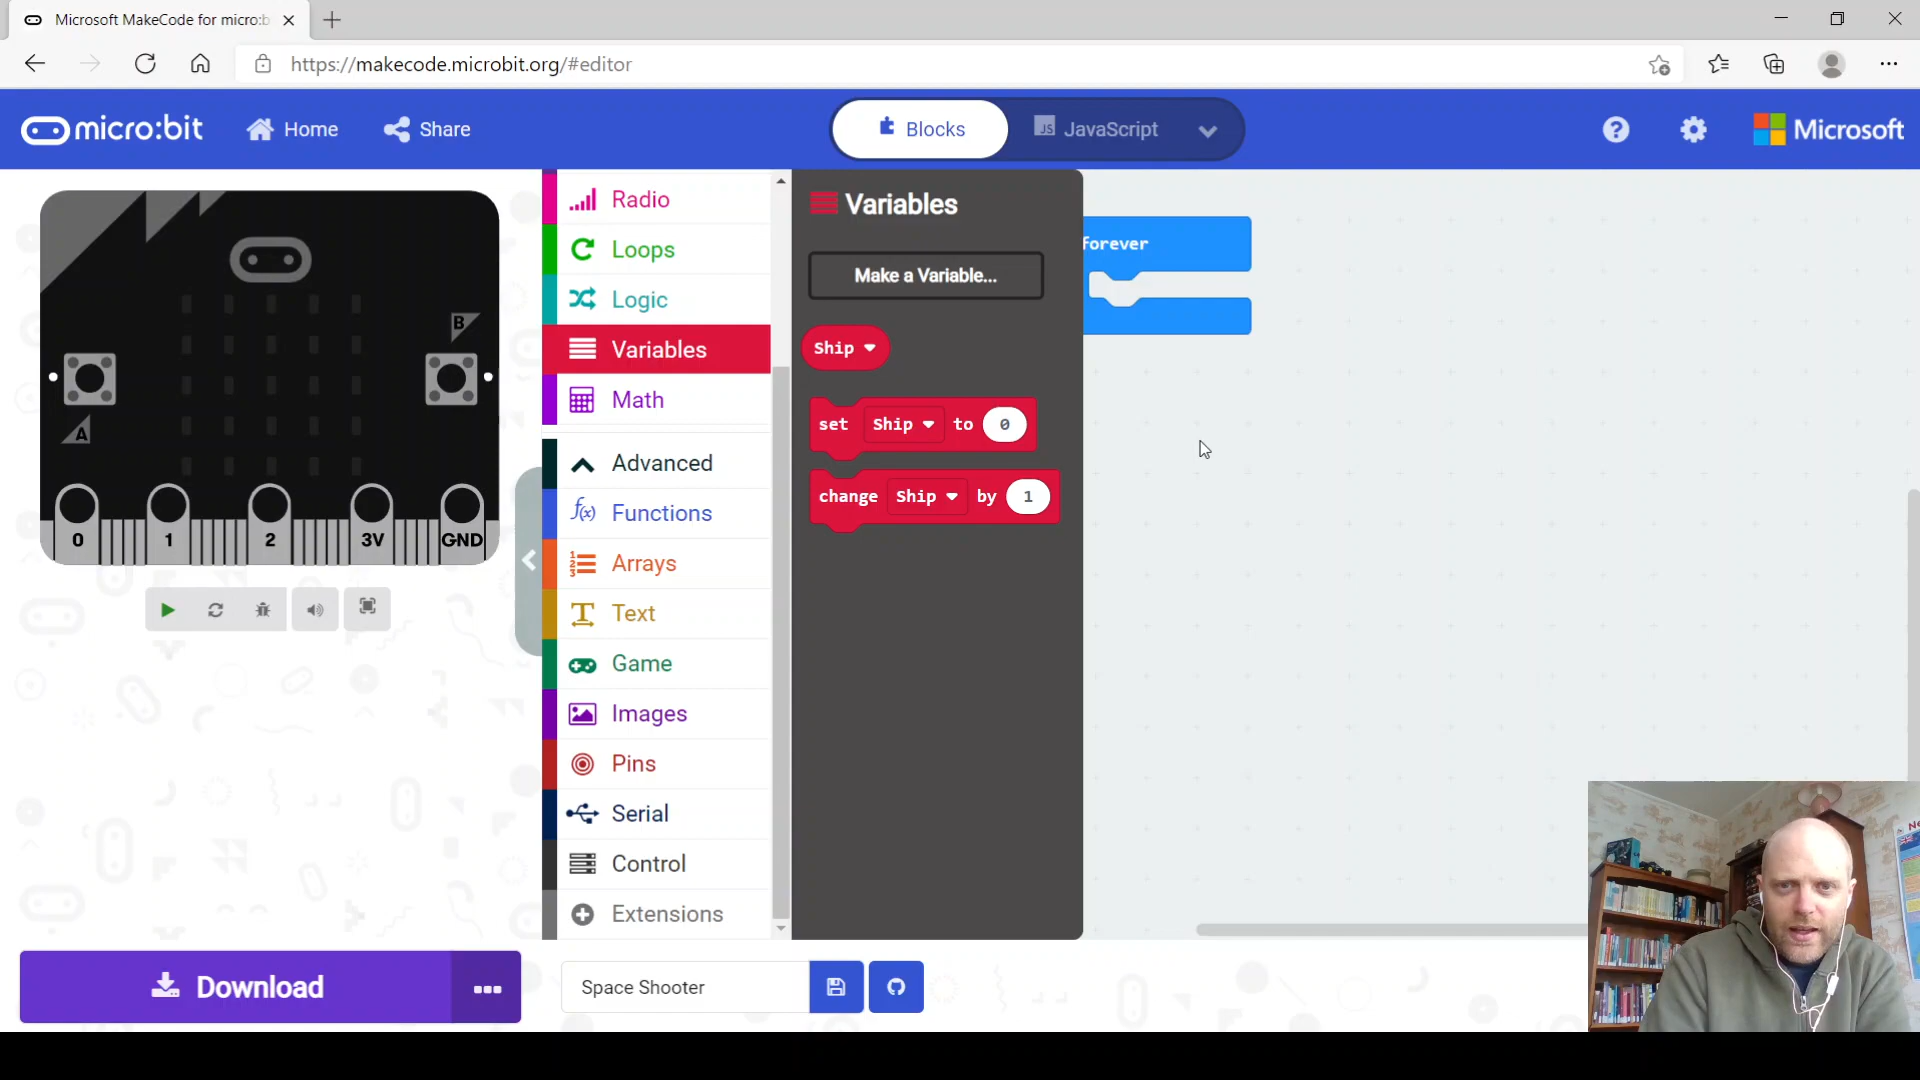 Microsoft MakeCode for micro:b
https://makecode.microbit.org/#editor
micro:bit
Home
Share
Blocks
JS JavaScript
?
Microsoft
B
A
0 1 2 3V GND
Radio
Loops
Logic
Variables
Math
Advanced
f(x) Functions
Arrays
Text
Game
Images
Pins
Serial
Control
Extensions
Variables
Make a Variable...
Ship
set Ship to 0
change Ship by 1
forever
Download
Space Shooter